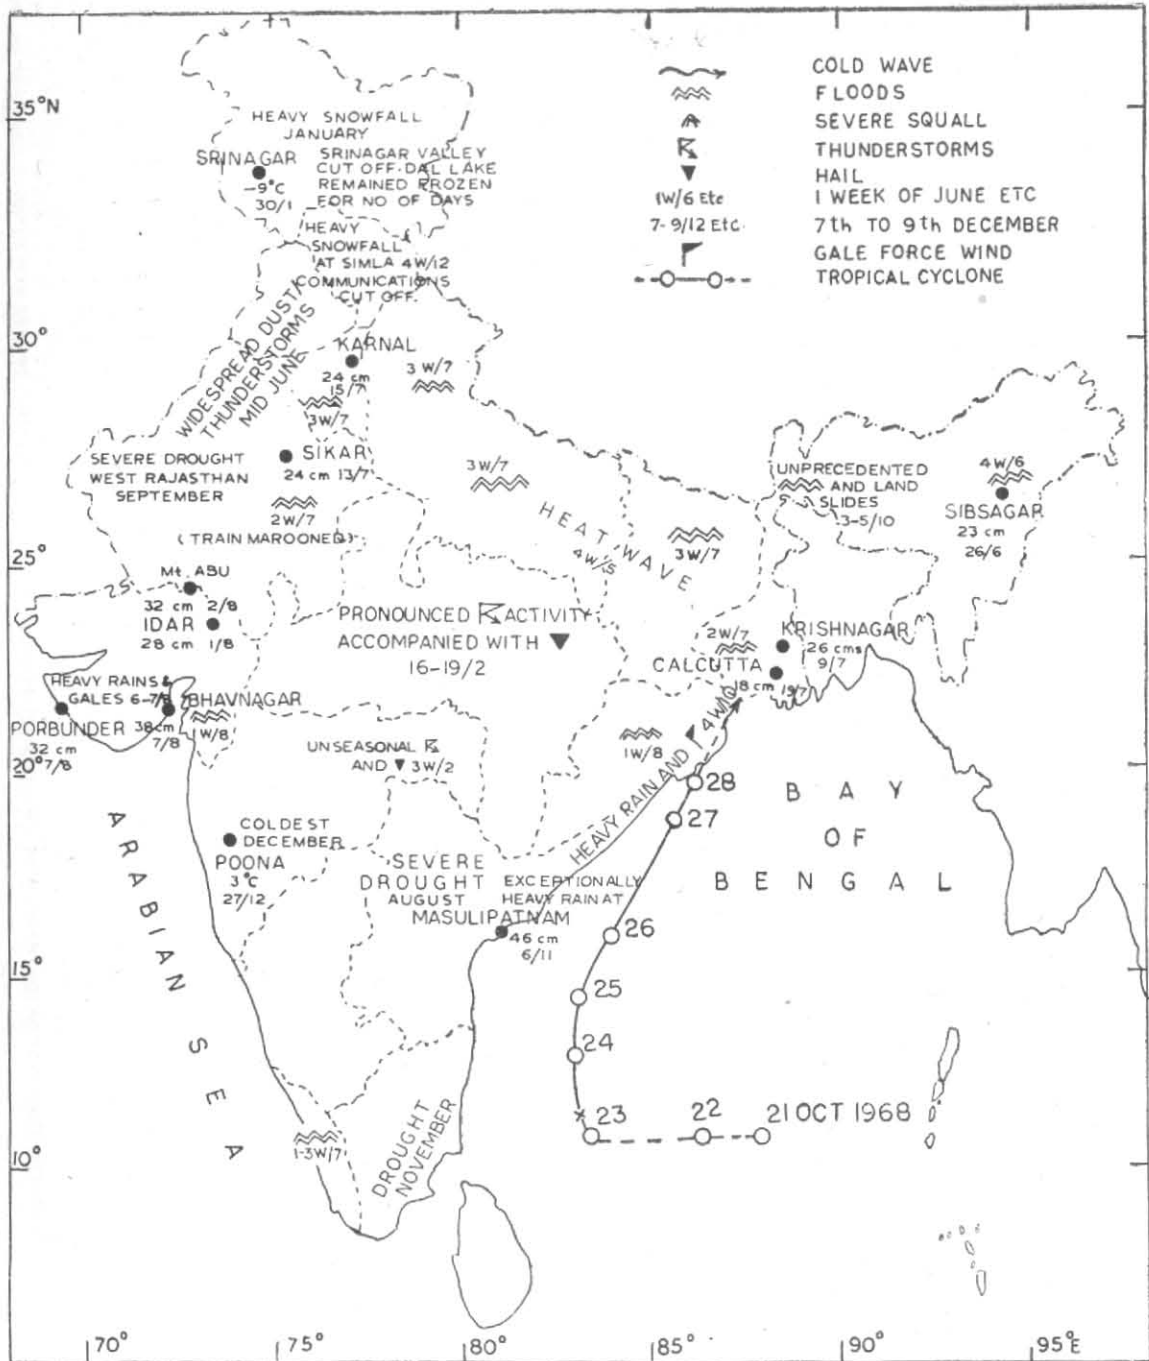 COLD WAVE
FLOODS
SEVERE SQUALL
THUNDERSTORMS
HAIL
1W/6 Etc 1 WEEK OF JUNE ETC
7-9/12 ETC. 7th TO 9th DECEMBER
GALE FORCE WIND
TROPICAL CYCLONE
35°N
HEAVY SNOWFALL
JANUARY
SRINAGAR
-9°C
30/1
SRINAGAR VALLEY
CUT OFF-DAL LAKE
REMAINED FROZEN
FOR NO OF DAYS
HEAVY
SNOWFALL
AT SIMLA 4W/12
COMMUNICATIONS
CUT OFF.
30°
WIDESPREAD DUST/
THUNDERSTORMS
MID JUNE
KARNAL
24 cm
15/7
3W/7
3W/7
SIKAR
24 cm 13/7
SEVERE DROUGHT
WEST RAJASTHAN
SEPTEMBER
2W/7
(TRAIN MAROONED)
3W/7
HEAT WAVE
4W/5
3W/7
UNPRECEDENTED
AND LAND
SLIDES
3-5/10
4W/6
SIBSAGAR
23 cm
26/6
25°
Mt. ABU
32 cm 2/8
IDAR
28 cm 1/8
PRONOUNCED ACTIVITY
ACCOMPANIED WITH
16-19/2
2W/7
KRISHNAGAR
26 cms
9/7
CALCUTTA
18 cm 15/7
HEAVY RAINS &
GALES 6-7/8
BHAVNAGAR
38cm
7/8
1W/8
PORBUNDER
32 cm
7/8
20°
UNSEASONAL
AND 3W/2
1W/8
HEAVY RAIN AND 4W/10
28
27
26
25
24
23
22
21 OCT 1968
BAY
OF
BENGAL
ARABIAN SEA
COLDEST
DECEMBER
POONA
3°C
27/12
SEVERE
DROUGHT
AUGUST
EXCEPTIONALLY
HEAVY RAIN AT
MASULIPATNAM
46 cm
6/11
15°
1-3W/7
DROUGHT
NOVEMBER
10°
70° 75° 80° 85° 90° 95°E